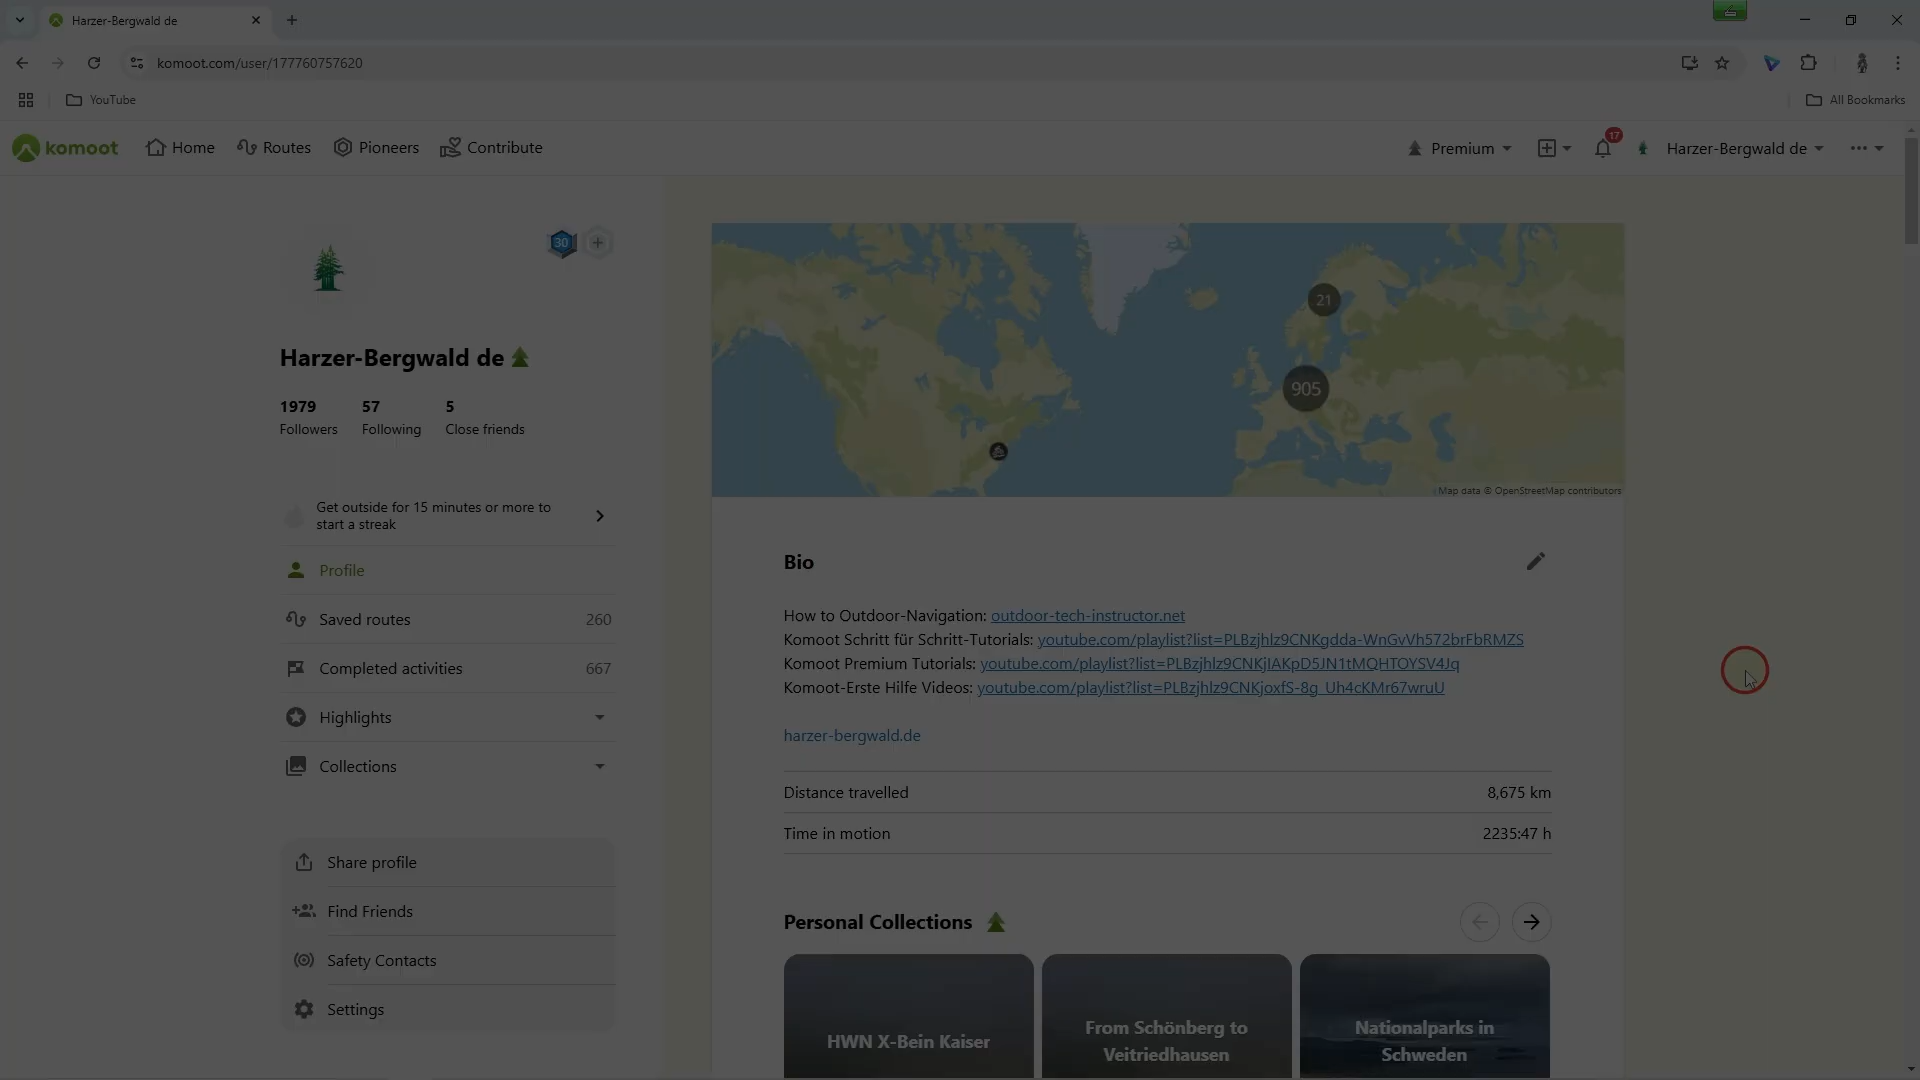 Harzer-Bergwald de
komoot.com/user/177760757620
YouTube
All Bookmarks
komoot
Home
Routes
Pioneers
Contribute
Premium
17
Harzer-Bergwald de
30
Harzer-Bergwald de
1979
57
5
Followers
Following
Close friends
Get outside for 15 minutes or more to
start a streak
Profile
Saved routes
260
Completed activities
667
Highlights
Collections
Share profile
Find Friends
Safety Contacts
Settings
21
905
Map data © OpenStreetMap contributors
Bio
How to Outdoor-Navigation: outdoor-tech-instructor.net
Komoot Schritt für Schritt-Tutorials: youtube.com/playlist?list=PLBzjhlz9CNKgdda-WnGvVh572brFbRMZS
Komoot Premium Tutorials: youtube.com/playlist?list=PLBzjhlz9CNKjIAKpD5JN1tMQHTOYSV4Jq
Komoot-Erste Hilfe Videos: youtube.com/playlist?list=PLBzjhlz9CNKjoxfS-8g_Uh4cKMr67wruU
harzer-bergwald.de
Distance travelled
8,675 km
Time in motion
2235:47 h
Personal Collections
HWN X-Bein Kaiser
From Schönberg to
Veitriedhausen
Nationalparks in
Schweden